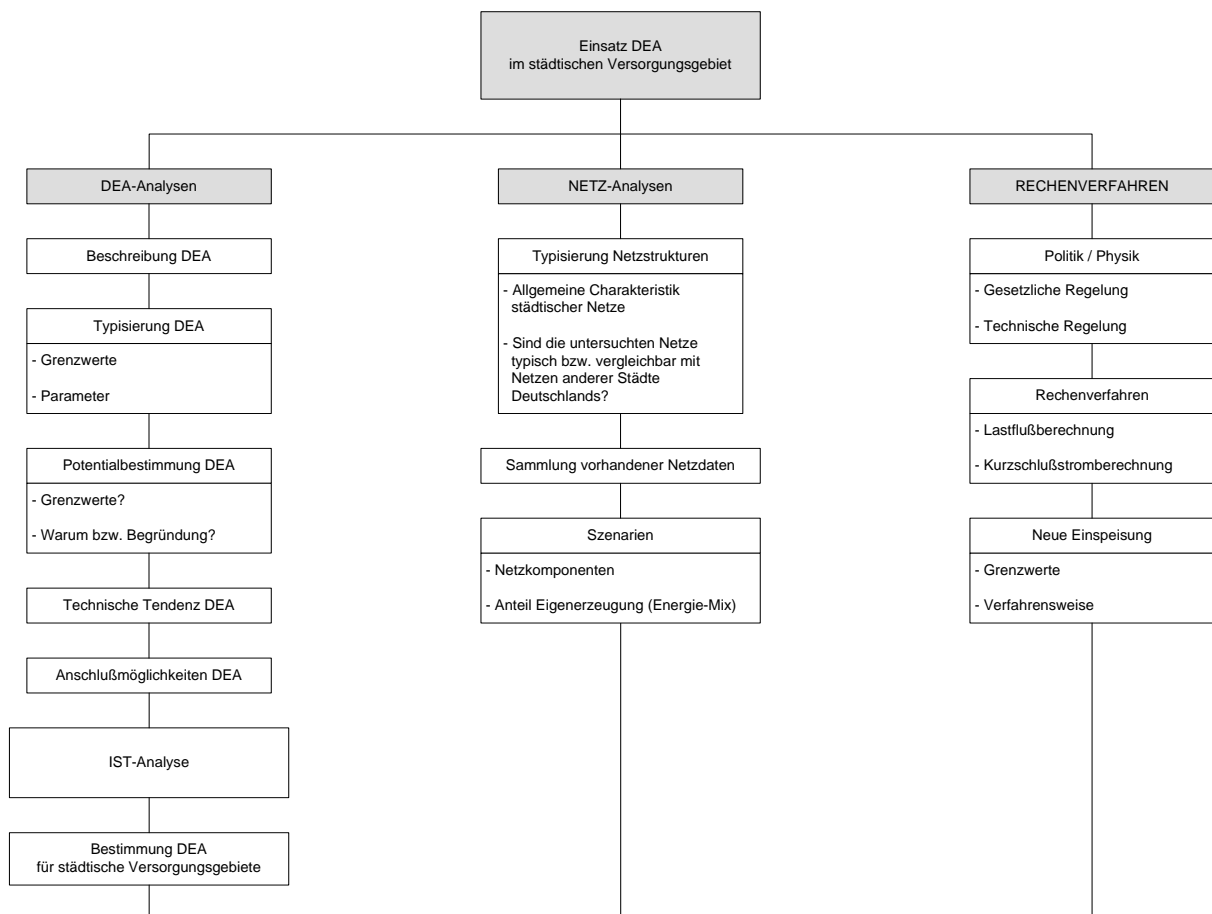 Einsatz DEA
im städtischen Versorgungsgebiet
DEA-Analysen
Beschreibung DEA
Typisierung DEA
- Grenzwerte
- Parameter
Potentialbestimmung DEA
- Grenzwerte?
- Warum bzw. Begründung?
Technische Tendenz DEA
Anschlußmöglichkeiten DEA
IST-Analyse
Bestimmung DEA
für städtische Versorgungsgebiete
NETZ-Analysen
Typisierung Netzstrukturen
- Allgemeine Charakteristik
städtischer Netze
- Sind die untersuchten Netze
typisch bzw. vergleichbar mit
Netzen anderer Städte
Deutschlands?
Sammlung vorhandener Netzdaten
Szenarien
- Netzkomponenten
- Anteil Eigenerzeugung (Energie-Mix)
RECHENVERFAHREN
Politik / Physik
- Gesetzliche Regelung
- Technische Regelung
Rechenverfahren
- Lastflußberechnung
- Kurzschlußstromberechnung
Neue Einspeisung
- Grenzwerte
- Verfahrensweise